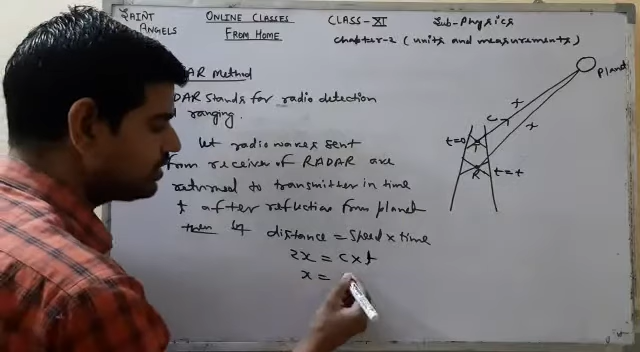 SAINT ANGELS
ONLINE CLASSES FROM HOME
CLASS-XI
Sub-Physics
Chapter-2 (units and measurements)
DAR Method
DAR stands for radio detection
ranging.
Let radio waves sent
from receiver of RADAR are
returned to transmitter in time
t after reflection from planet
then
distance = speed × time
2x = c × t
x =
Planet
x
c
x
t=0
T
R
t=t